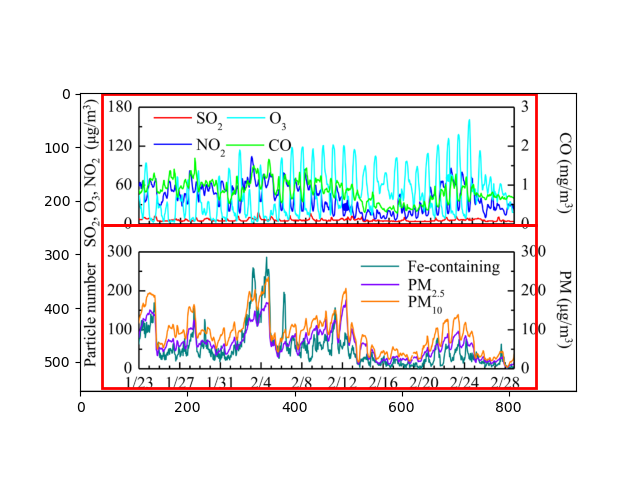 0
100
200
300
400
500
0
200
400
600
800
SO2, O3, NO2 (μg/m³)
180
120
60
0
SO2
O3
NO2
CO
3
2
1
0
CO (mg/m³)
Particle number
300
200
100
0
Fe-containing
PM2.5
PM10
300
200
100
0
PM (μg/m³)
1/23 1/27 1/31 2/4 2/8 2/12 2/16 2/20 2/24 2/28